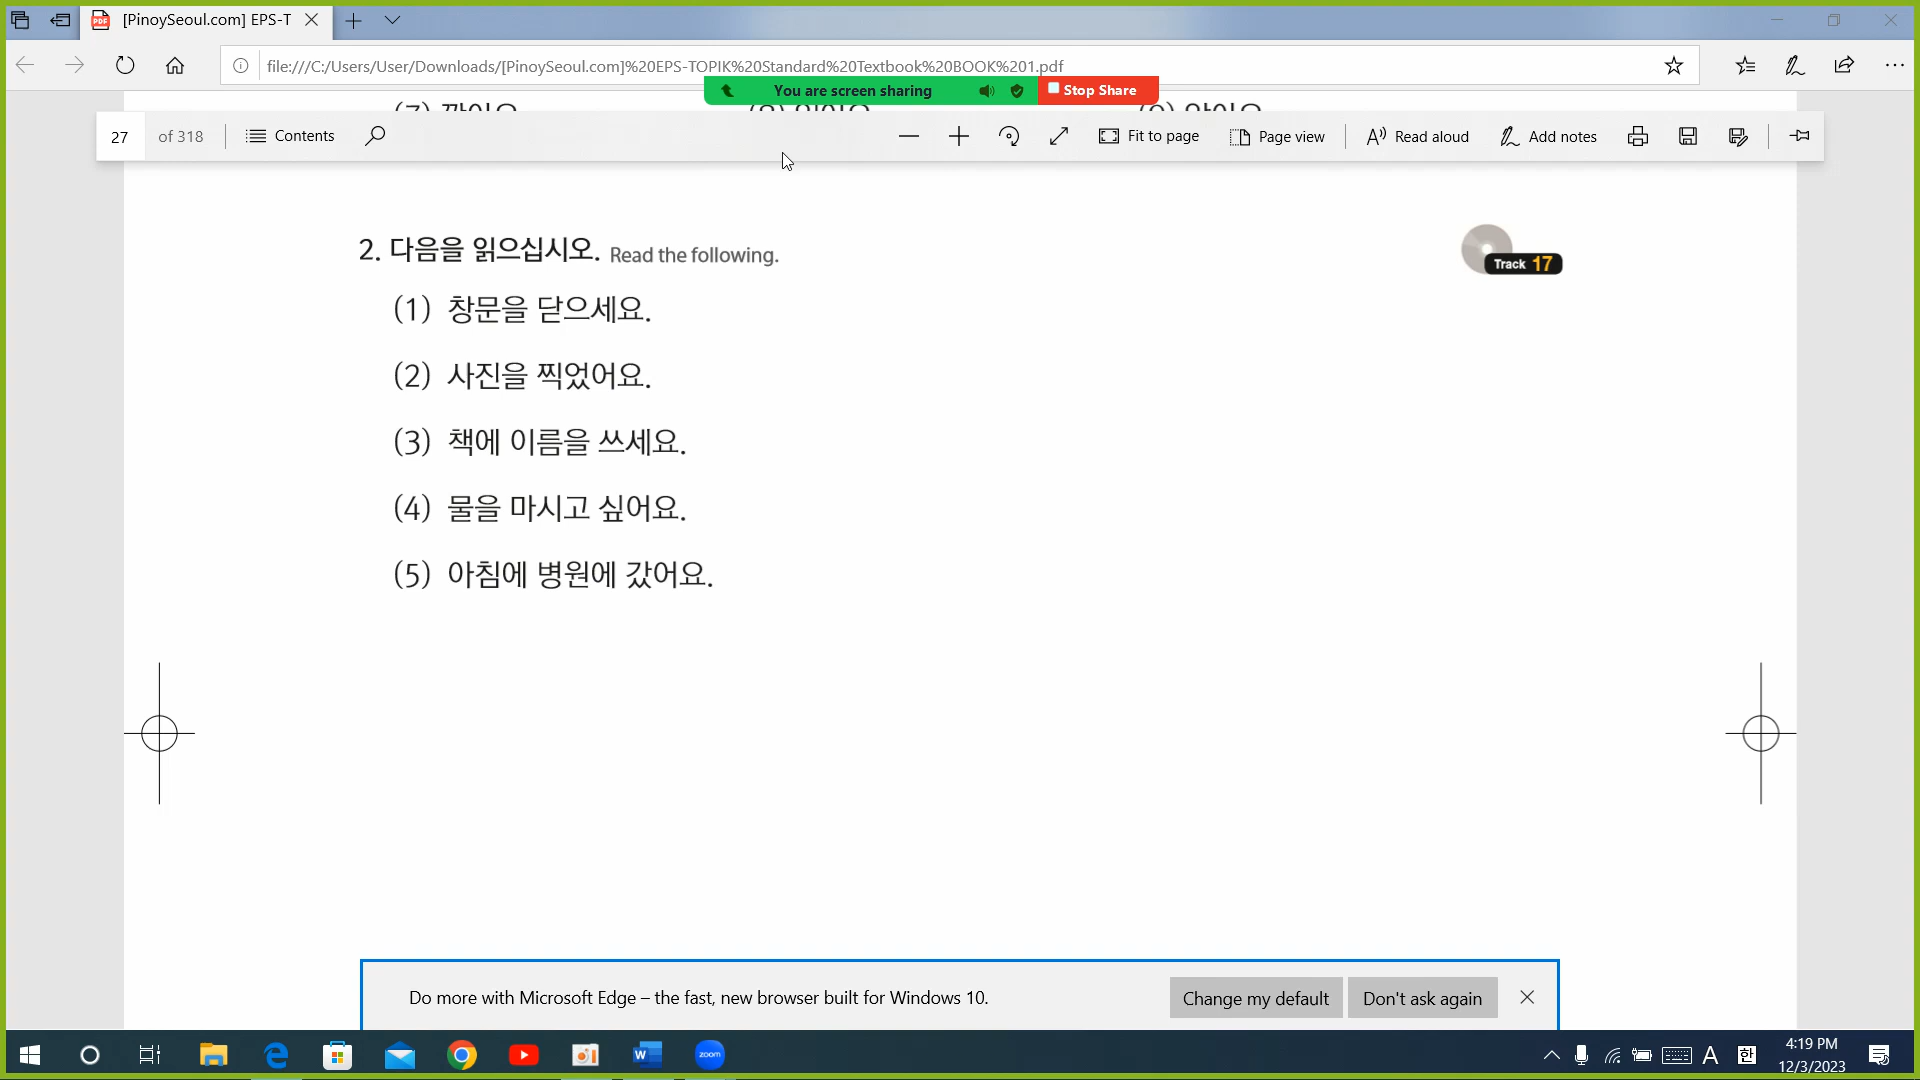 [PinoySeoul.com] EPS-T
file:///C:/Users/User/Downloads/[PinoySeoul.com]%20EPS-TOPIK%20Standard%20Textbook%20BOOK%201.pdf
You are screen sharing
Stop Share
27 of 318 Contents Fit to page Page view Read aloud Add notes
2. 다음을 읽으십시오. Read the following.
Track 17
(1) 창문을 닫으세요.
(2) 사진을 찍었어요.
(3) 책에 이름을 쓰세요.
(4) 물을 마시고 싶어요.
(5) 아침에 병원에 갔어요.
Do more with Microsoft Edge – the fast, new browser built for Windows 10.
Change my default
Don't ask again
zoom
A 한
4:19 PM
12/3/2023